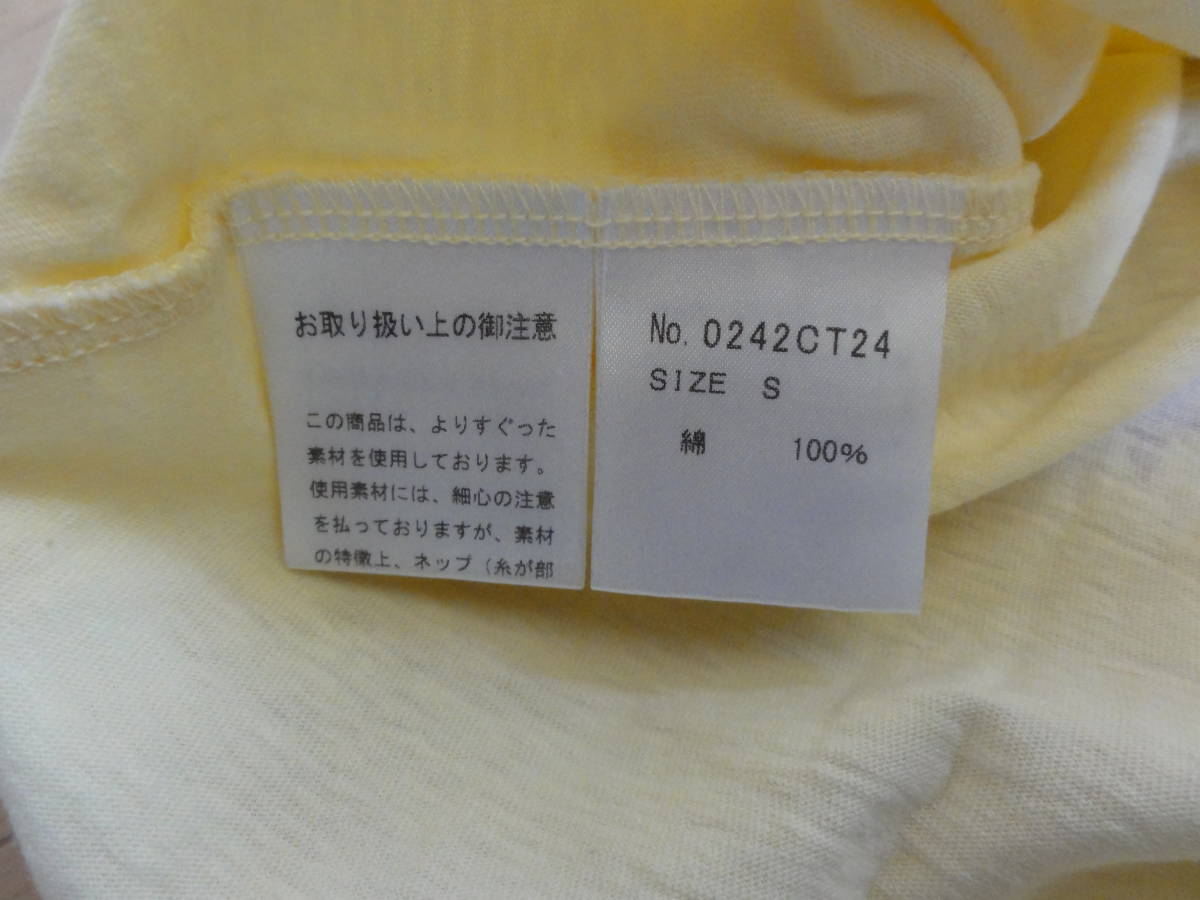 お取り扱い上の御注意
この商品は、よりすぐった
素材を使用しております。
使用素材には、細心の注意
を払っておりますが、素材
の特徴上、ネップ（糸が部
No. 0242CT24
SIZE S
綿 100%